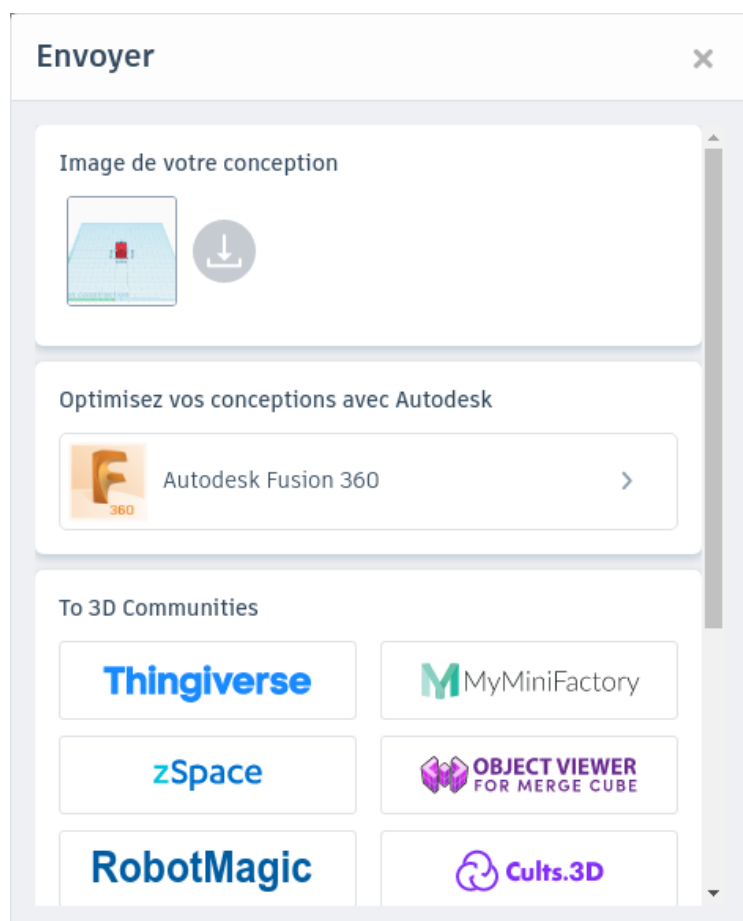 Envoyer
Image de votre conception
Optimisez vos conceptions avec Autodesk
360
Autodesk Fusion 360
To 3D Communities
Thingiverse
MyMiniFactory
zSpace
OBJECT VIEWER
FOR MERGE CUBE
RobotMagic
Cults.3D